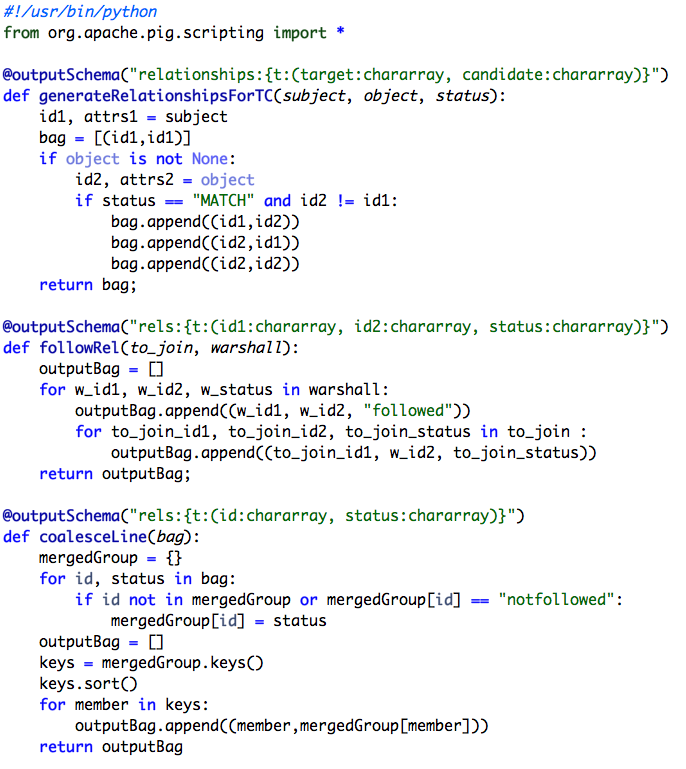 #!/usr/bin/python
from org.apache.pig.scripting import *

@outputSchema("relationships:{t:(target:chararray, candidate:chararray)}")
def generateRelationshipsForTC(subject, object, status):
    id1, attrs1 = subject
    bag = [(id1,id1)]
    if object is not None:
        id2, attrs2 = object
        if status == "MATCH" and id2 != id1:
            bag.append((id1,id2))
            bag.append((id2,id1))
            bag.append((id2,id2))
    return bag;

@outputSchema("rels:{t:(id1:chararray, id2:chararray, status:chararray)}")
def followRel(to_join, warshall):
    outputBag = []
    for w_id1, w_id2, w_status in warshall:
        outputBag.append((w_id1, w_id2, "followed"))
        for to_join_id1, to_join_id2, to_join_status in to_join :
            outputBag.append((to_join_id1, w_id2, to_join_status))
    return outputBag;

@outputSchema("rels:{t:(id:chararray, status:chararray)}")
def coalesceLine(bag):
    mergedGroup = {}
    for id, status in bag:
        if id not in mergedGroup or mergedGroup[id] == "notfollowed":
            mergedGroup[id] = status
    outputBag = []
    keys = mergedGroup.keys()
    keys.sort()
    for member in keys:
        outputBag.append((member,mergedGroup[member]))
    return outputBag